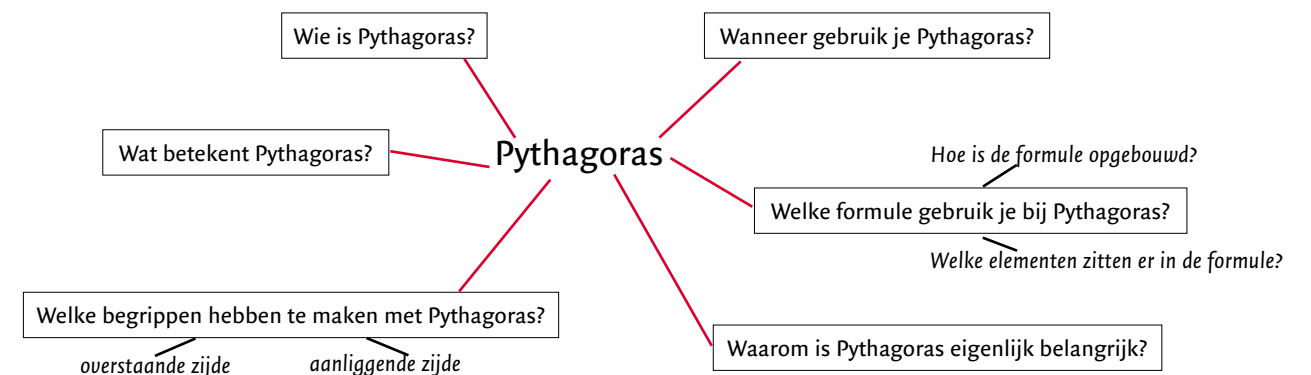 Wie is Pythagoras?
Wanneer gebruik je Pythagoras?
Wat betekent Pythagoras?
Pythagoras
Hoe is de formule opgebouwd?
Welke formule gebruik je bij Pythagoras?
Welke elementen zitten er in de formule?
Welke begrippen hebben te maken met Pythagoras?
overstaande zijde
aanliggende zijde
Waarom is Pythagoras eigenlijk belangrijk?